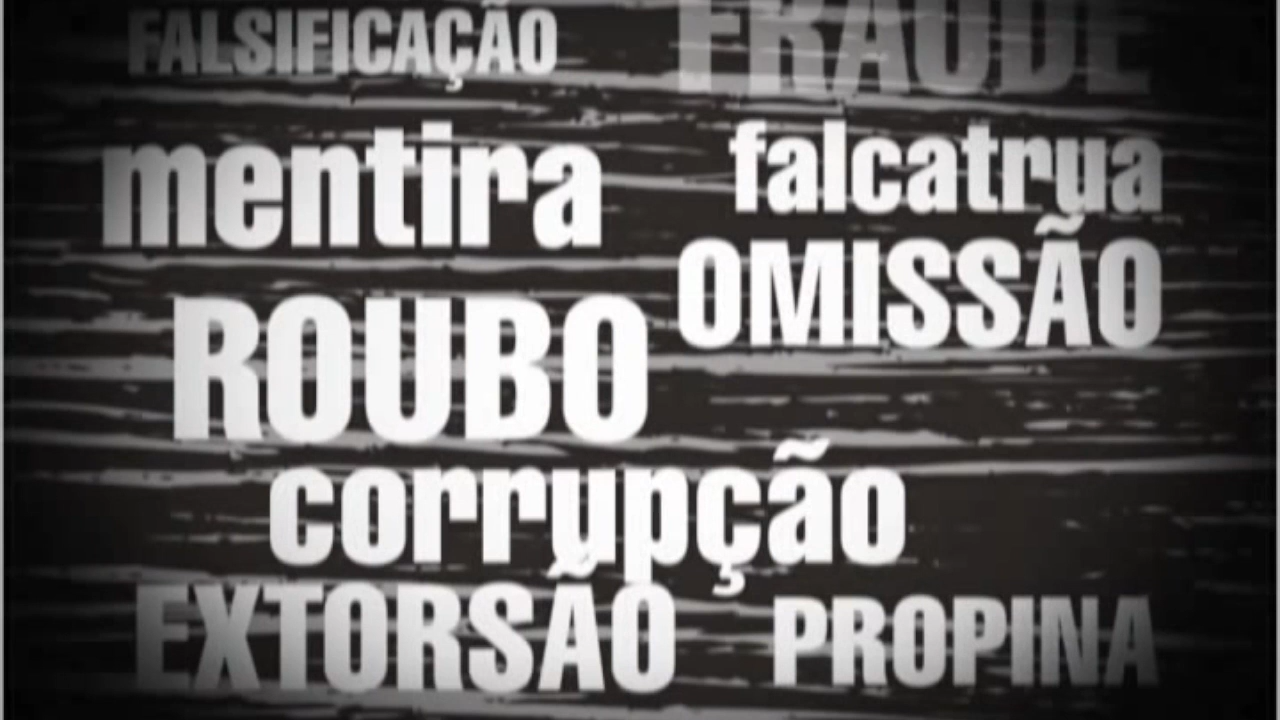 FALSIFICAÇÃO
FRAUDE
mentira
falcatrua
OMISSÃO
ROUBO
corrupção
EXTORSÃO
PROPINA